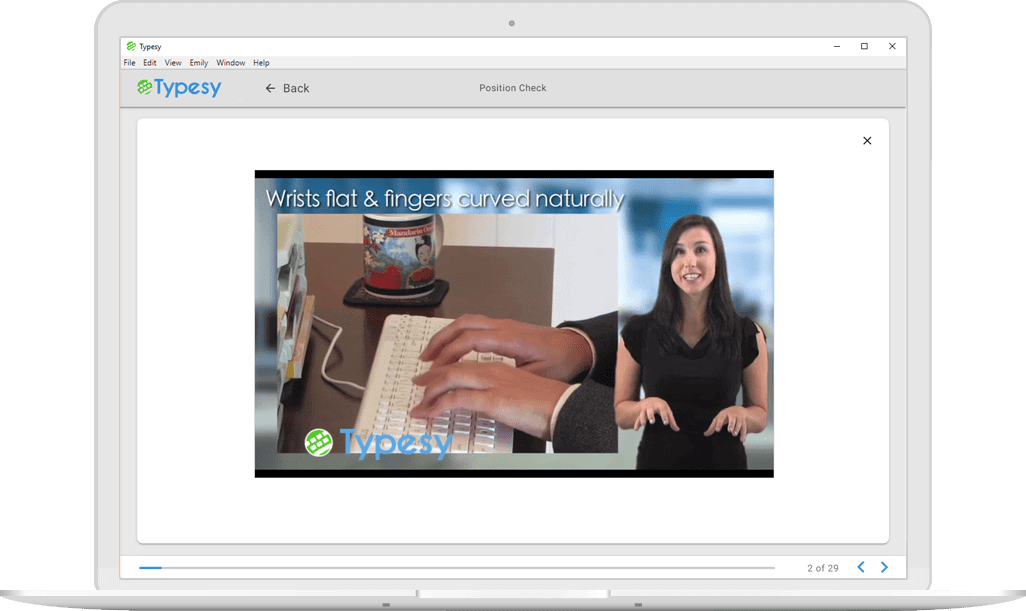 Typesy
File Edit View Emily Window Help
Typesy
Back
Position Check
Wrists flat & fingers curved naturally
Mandarin
Typesy
2 of 29